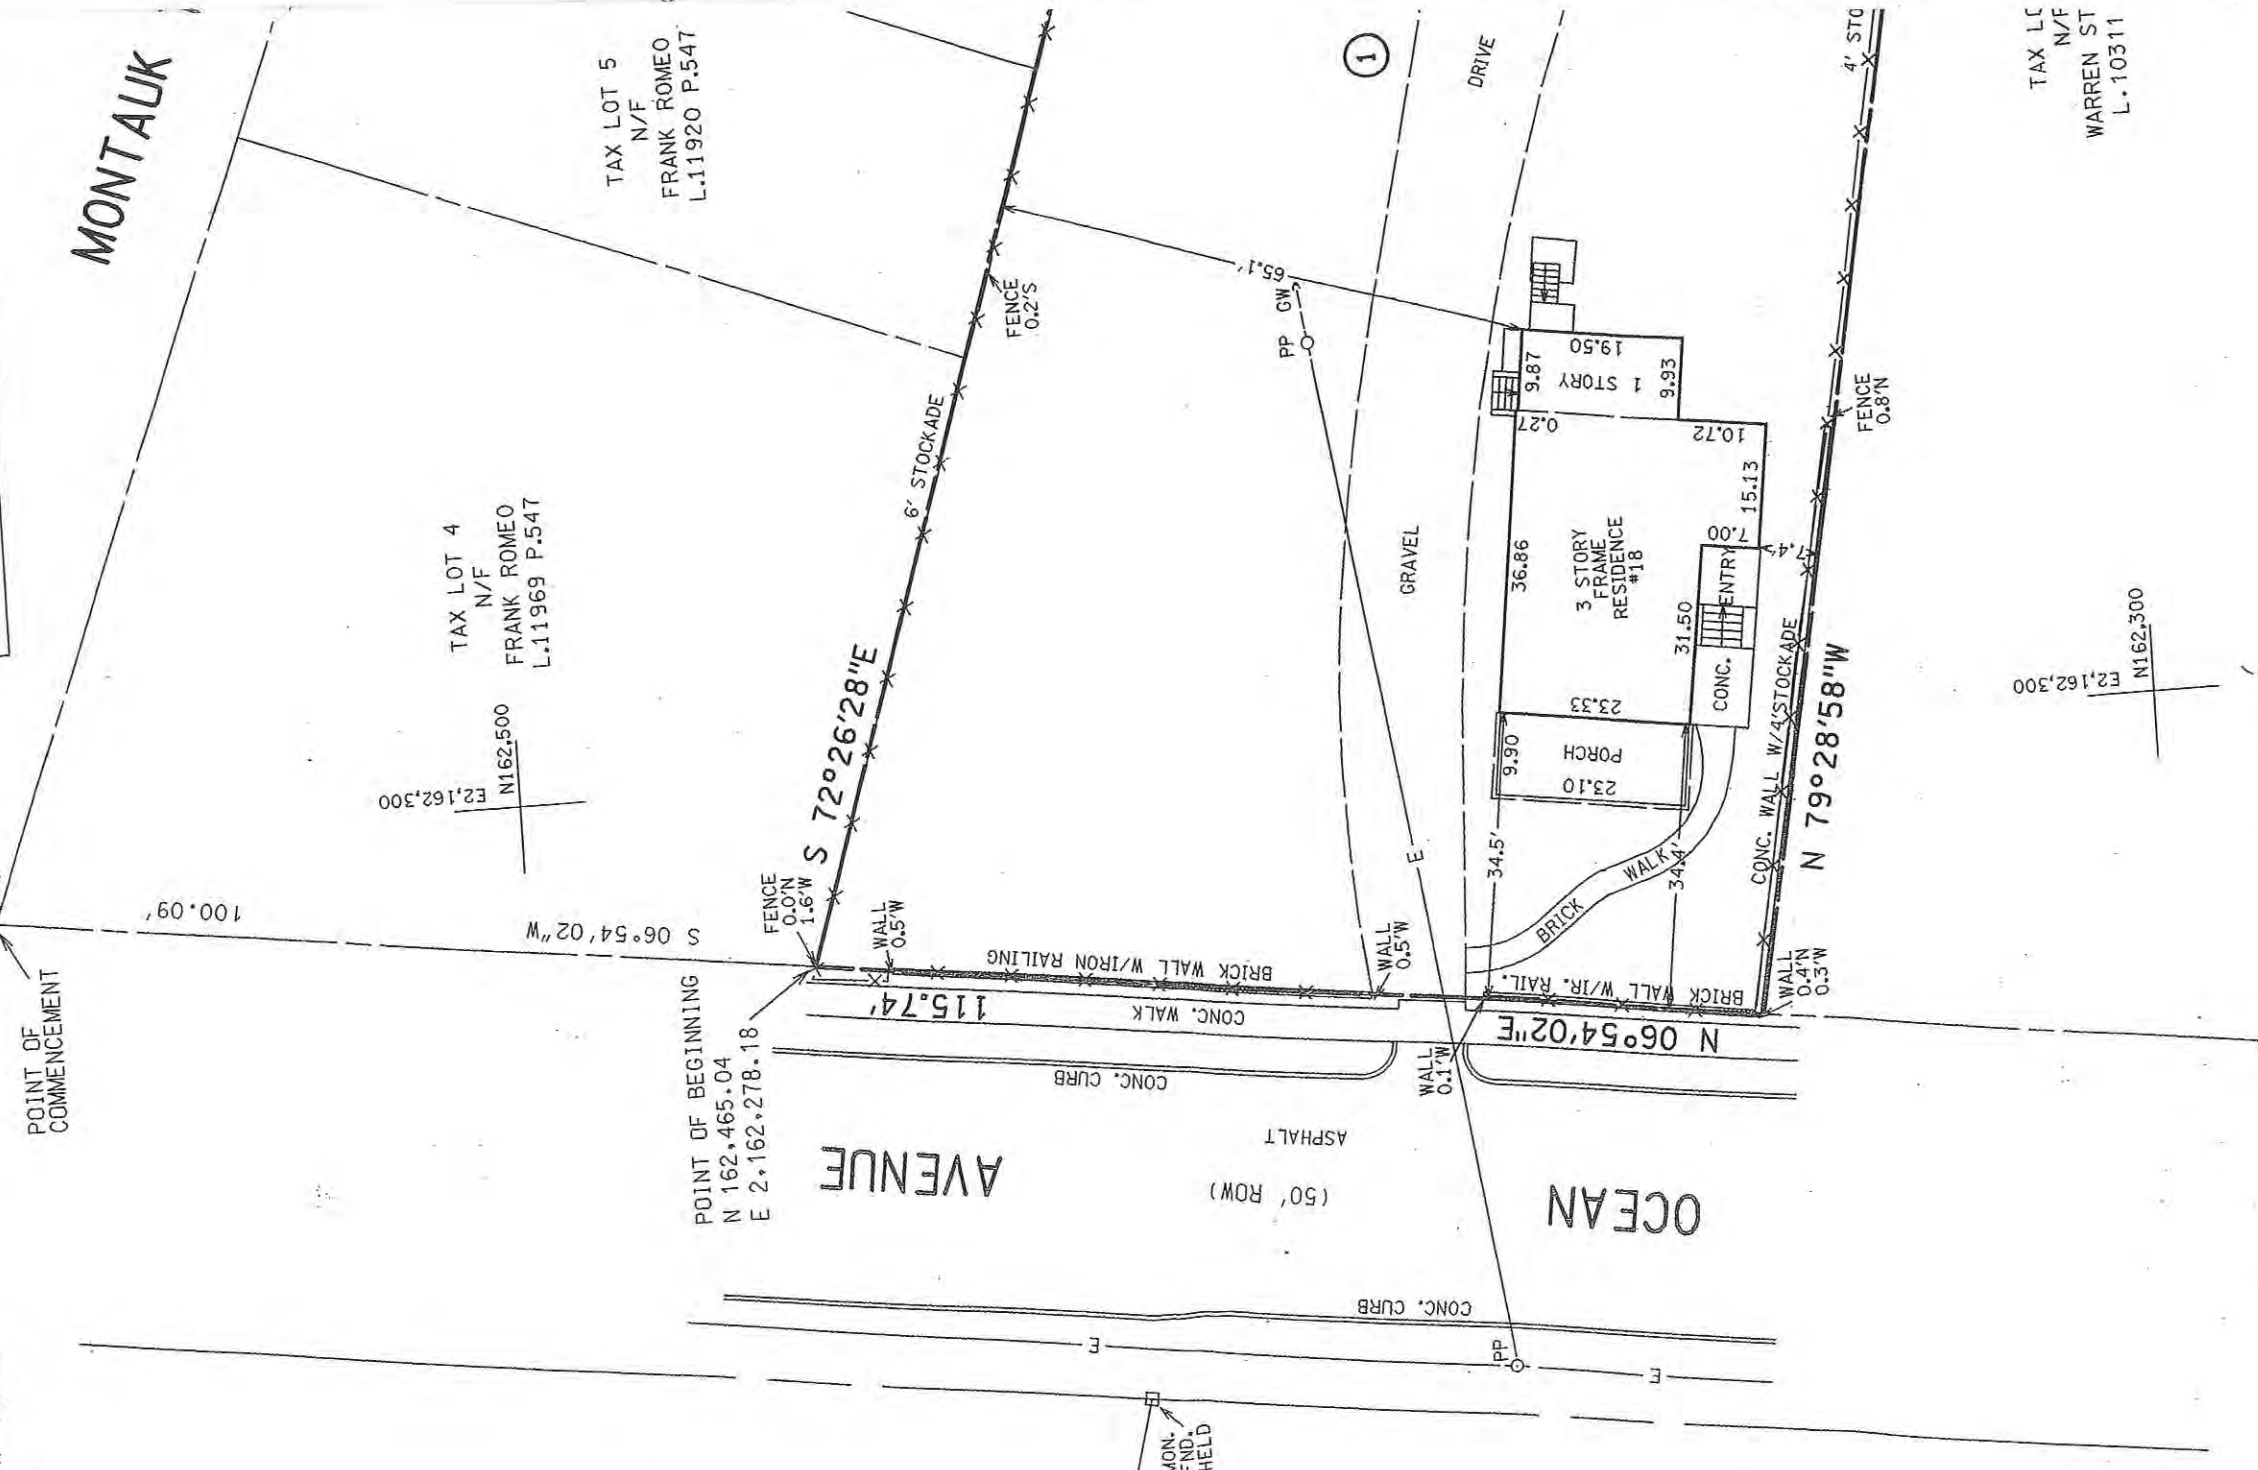 MONTAUK
TAX LOT 5
N/F
FRANK ROMEO
L.11920 P.547
1
DRIVE
4' STO
N/F
WARREN ST
L.10311
65.1'
FENCE
0.2'S
PP
GW
TAX LOT 4
N/F
FRANK ROMEO
L.11969 P.547
6' STOCKADE
19.50
9.87
1 STORY
9.93
0.27
10.72
15.13
FENCE
0.8'N
GRAVEL
36.86
3 STORY
FRAME
RESIDENCE
#18
7.00
ENTRY
7.4'
31.50
CONC.
23.33
9.90
PORCH
23.10
E2,162,300
N162,500
S 72°26'28"E
E2,162,300
N162,300
CONC. WALL W/4'STOCKADE
N 79°28'58"W
34.5'
34.4'
BRICK
WALK
E
100.09'
S 06°54'02"W
POINT OF
COMMENCEMENT
FENCE
0.0'N
1.6'W
WALL
0.5'W
BRICK WALL W/IRON RAILING
WALL
0.5'W
BRICK WALL W/IR. RAIL.
WALL
0.4'N
0.3'W
POINT OF BEGINNING
N 162,465.04
E 2,162,278.18
115.74'
CONC. WALK
N 06°54'02"E
WALL
0.1'W
CONC. CURB
ASPHALT
OCEAN
AVENUE
(50' ROW)
CONC. CURB
E
PP
E
MON.
FND.
HELD